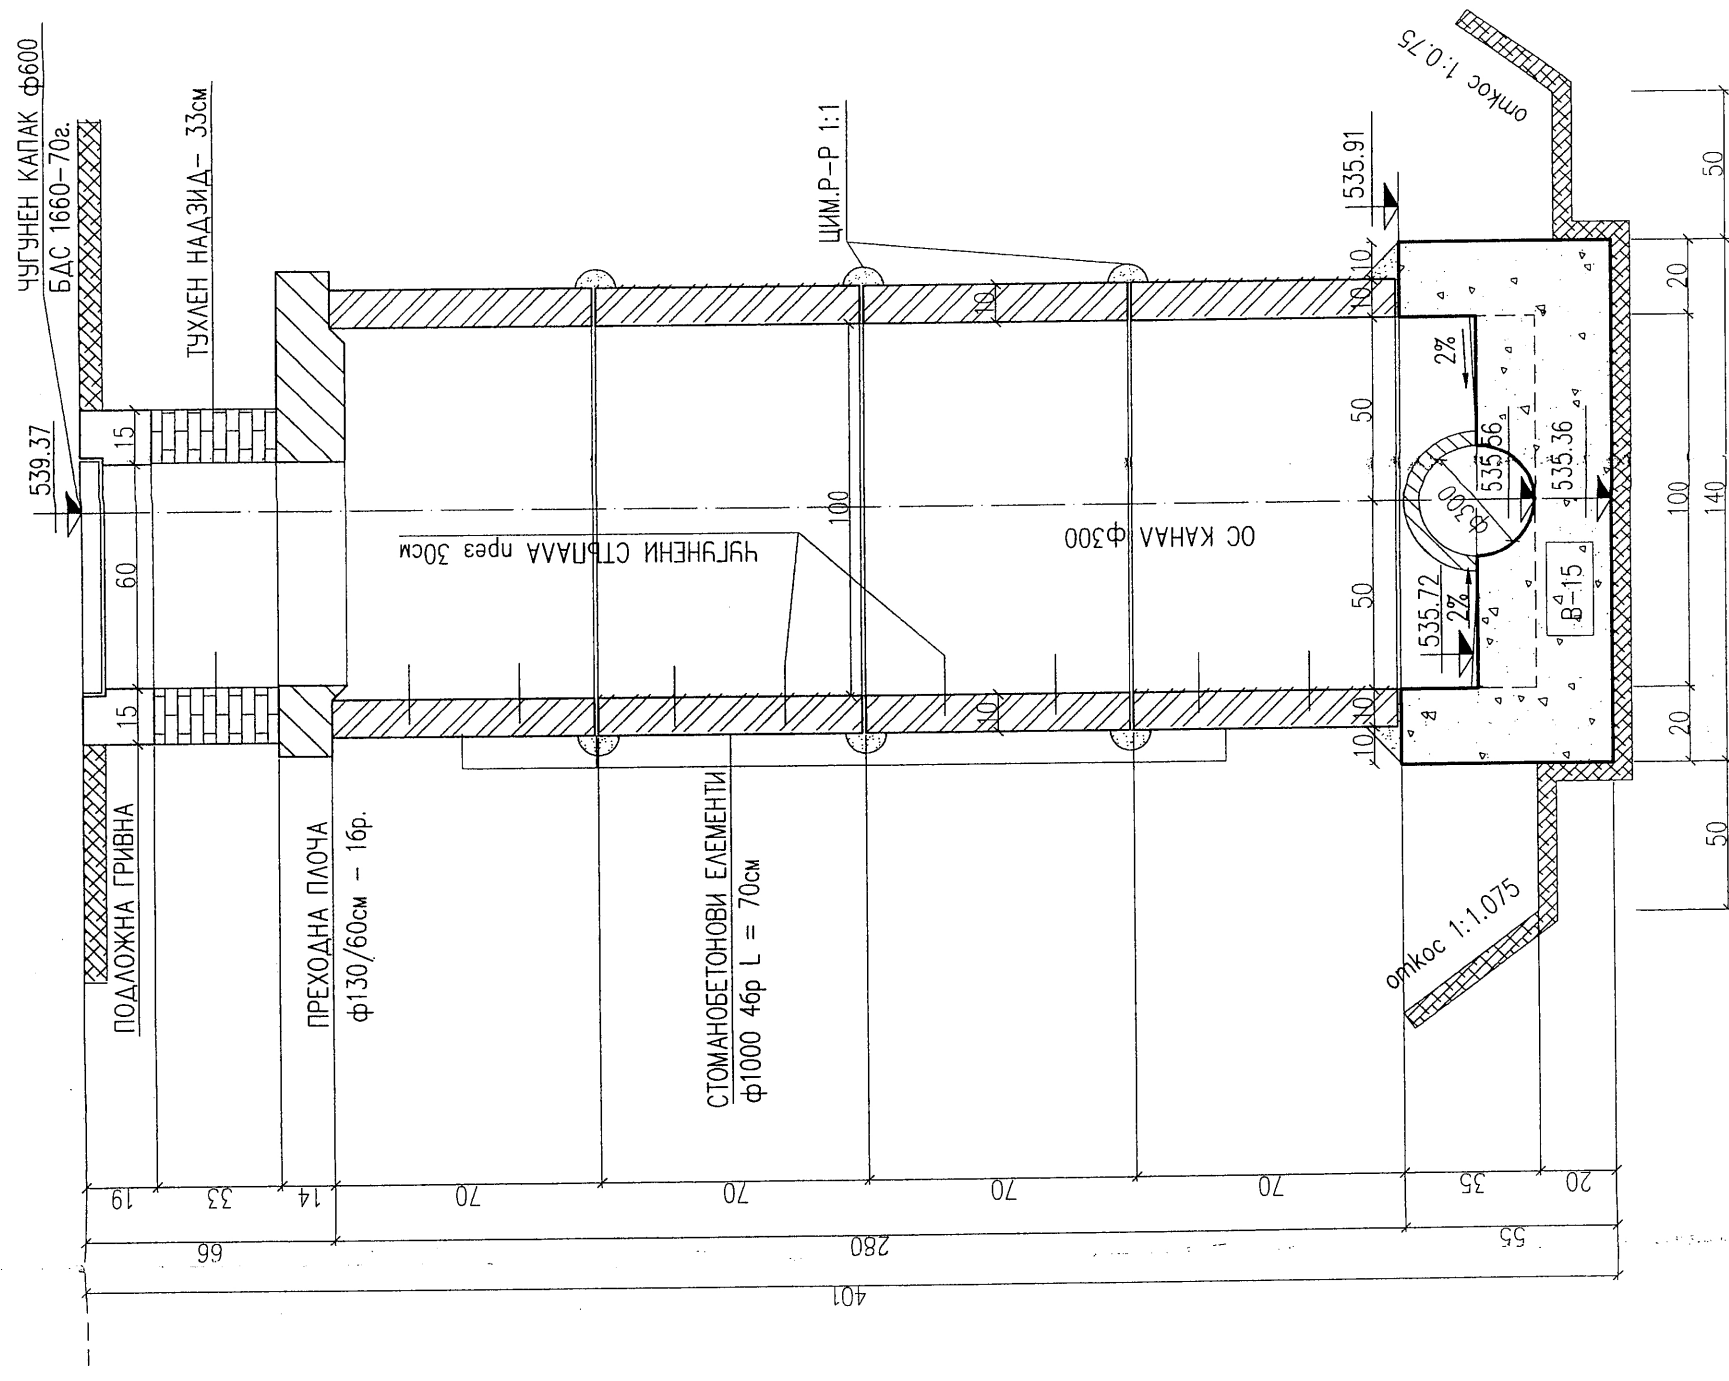 ЧУГУНЕН КАПАК ф600
БДС 1660-70г.
539.37
ТУХЛЕН НАДЗИД- 33см
15
60
15
ПОДЛОЖНА ГРИВНА
ПРЕХОДНА ПЛОЧА
ф130/60см - 1бр.
ЧУГУНЕНИ СТЪПАЛА през 30см
ЦИМ.Р-Р 1:1
100
10
10
ОС КАНАЛ ф300
СТОМАНОБЕТОНОВИ ЕЛЕМЕНТИ
ф1000 4бр L = 70см
535.91
10
10
50
50
10
10
2%
535.72
2%
ф300
535.56
535.36
В-15
откос 1:0.75
откос 1:1.075
20
100
20
50
140
50
19
33
14
70
70
70
70
35
20
66
280
55
401